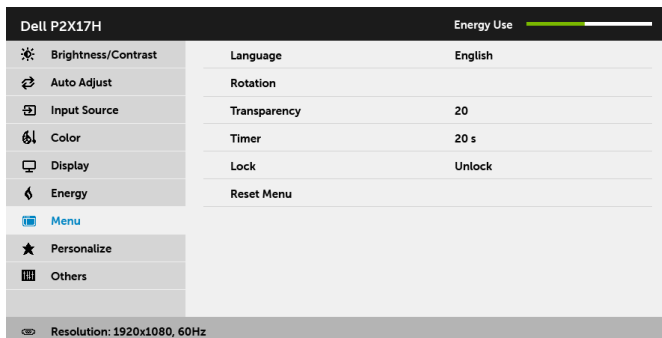 Dell P2X17H Energy Use
Brightness/Contrast Language English
Auto Adjust Rotation
Input Source Transparency 20
Color Timer 20 s
Display Lock Unlock
Energy Reset Menu
Menu
Personalize
Others
Resolution: 1920x1080, 60Hz